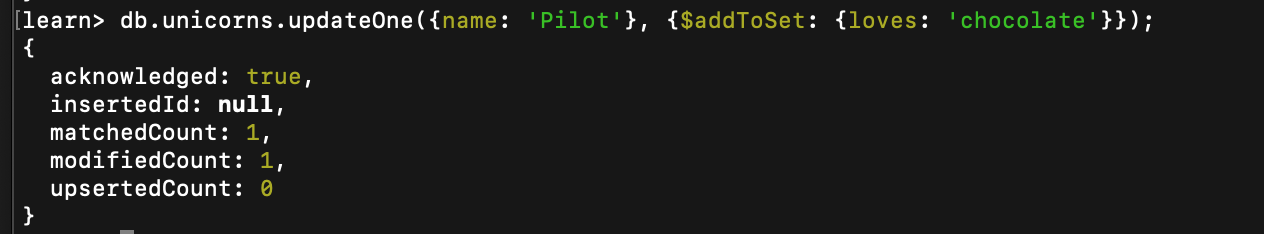 [learn> db.unicorns.updateOne({name: 'Pilot'}, {$addToSet: {loves: 'chocolate'}});
{
  acknowledged: true,
  insertedId: null,
  matchedCount: 1,
  modifiedCount: 1,
  upsertedCount: 0
}